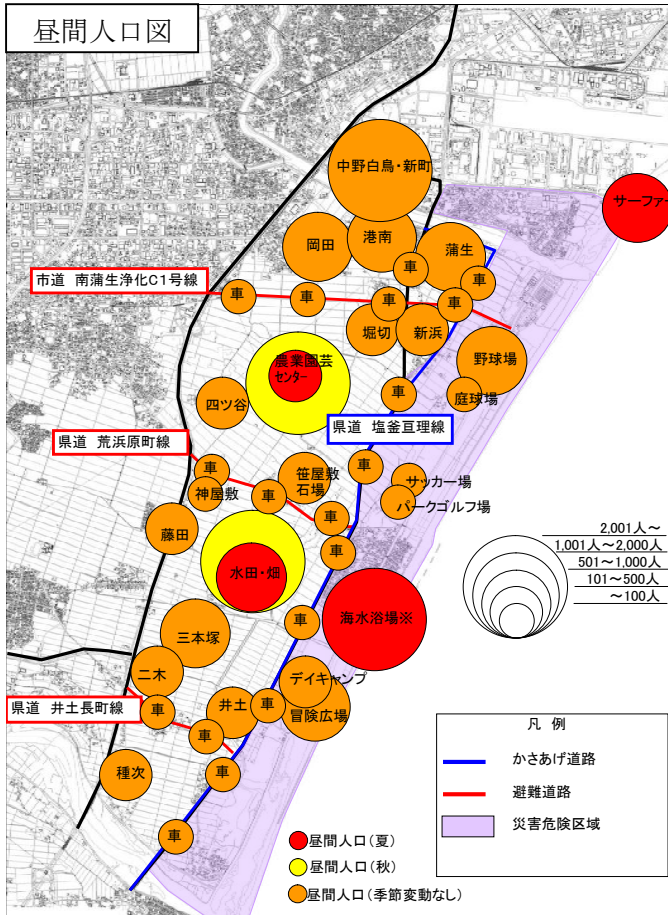 昼間人口図
中野白鳥・新町
サーファー
岡田
港南
蒲生
車
車
市道 南蒲生浄化C1号線
車
車
車
車
堀切
新浜
野球場
農業園芸
センター
四ツ谷
車
庭球場
県道 塩釜亘理線
県道 荒浜原町線
車
車
笹屋敷
石場
サッカー場
神屋敷
車
パークゴルフ場
車
藤田
車
2,001人~
1,001人~2,000人
501~1,000人
101~500人
~100人
水田・畑
海水浴場※
車
三本塚
二木
デイキャンプ
県道 井土長町線
車
井土
車
冒険広場
車
種次
車
車
凡 例
かさあげ道路
避難道路
災害危険区域
昼間人口(夏)
昼間人口(秋)
昼間人口(季節変動なし)